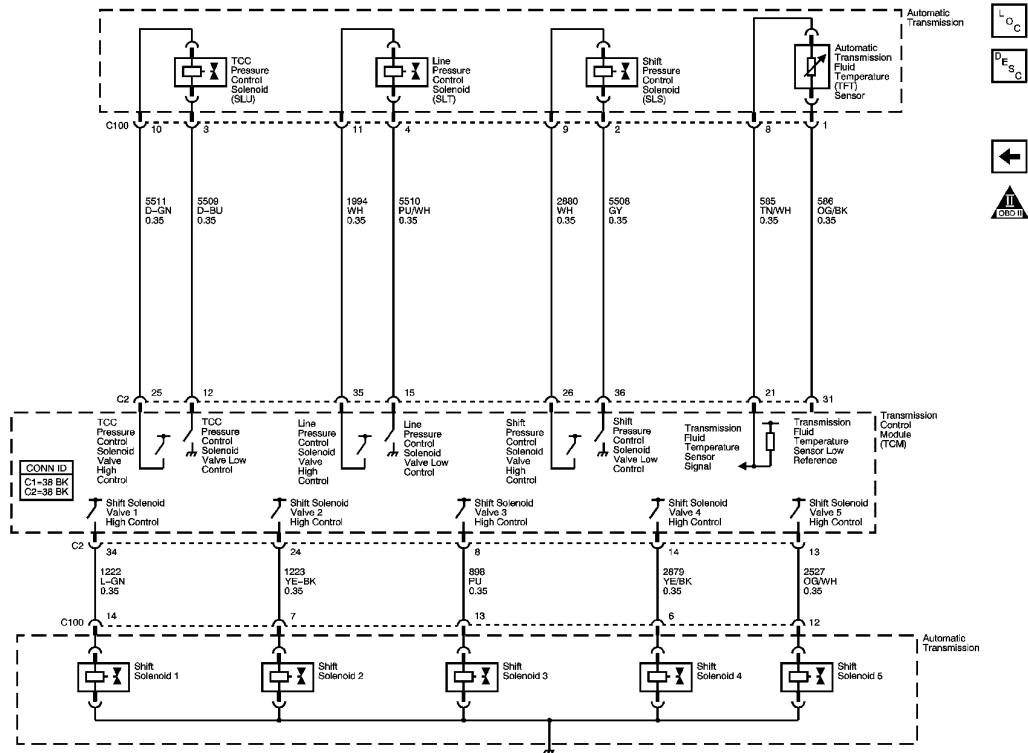 Automatic
Transmission
L
O
C
D
E
S
C
TCC
Pressure
Control
Solenoid
(SLU)
Line
Pressure
Control
Solenoid
(SLT)
Shift
Pressure
Control
Solenoid
(SLS)
Automatic
Transmission
Fluid
Temperature
(TFT)
Sensor
C100 10 3 11 4 9 2 8 1
II
OBD II
5511
D-GN
0.35
5509
D-BU
0.35
1994
WH
0.35
5510
PU/WH
0.35
2880
WH
0.35
5508
GY
0.35
585
TN/WH
0.35
586
OG/BK
0.35
C2 25 12 35 15 26 36 21 31
TCC
Pressure
Control
Solenoid
Valve
High
Control
TCC
Pressure
Control
Solenoid
Valve Low
Control
Line
Pressure
Control
Solenoid
Valve
High
Control
Line
Pressure
Control
Solenoid
Valve Low
Control
Shift
Pressure
Control
Solenoid
Valve High
Control
Shift
Pressure
Control
Solenoid
Valve Low
Control
Transmission
Fluid
Temperature
Sensor
Signal
Transmission
Fluid
Temperature
Sensor Low
Reference
Transmission
Control
Module
(TCM)
CONN ID
C1=38 BK
C2=38 BK
Shift Solenoid
Valve 1
High Control
Shift Solenoid
Valve 2
High Control
Shift Solenoid
Valve 3
High Control
Shift Solenoid
Valve 4
High Control
Shift Solenoid
Valve 5
High Control
C2 34 24 8 14 13
1222
L-GN
0.35
1223
YE-BK
0.35
898
PU
0.35
2879
YE/BK
0.35
2527
OG/WH
0.35
C100 14 7 13 6 12
Automatic
Transmission
Shift
Solenoid 1
Shift
Solenoid 2
Shift
Solenoid 3
Shift
Solenoid 4
Shift
Solenoid 5